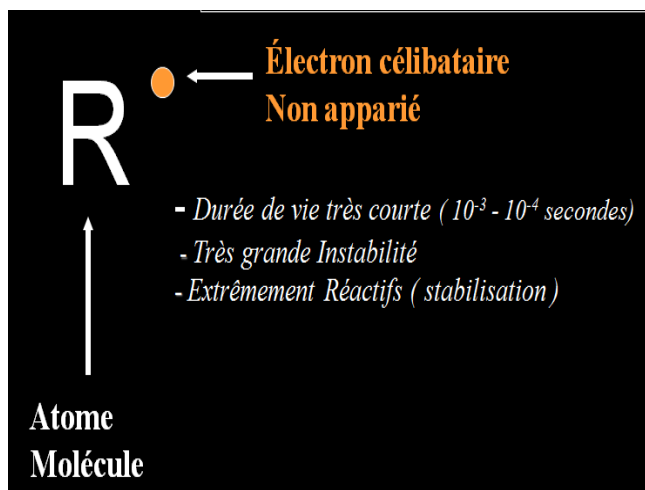 R
Électron célibataire
Non apparié
- Durée de vie très courte ( 10⁻³ - 10⁻⁴ secondes)
- Très grande Instabilité
- Extrêmement Réactifs ( stabilisation )
Atome
Molécule